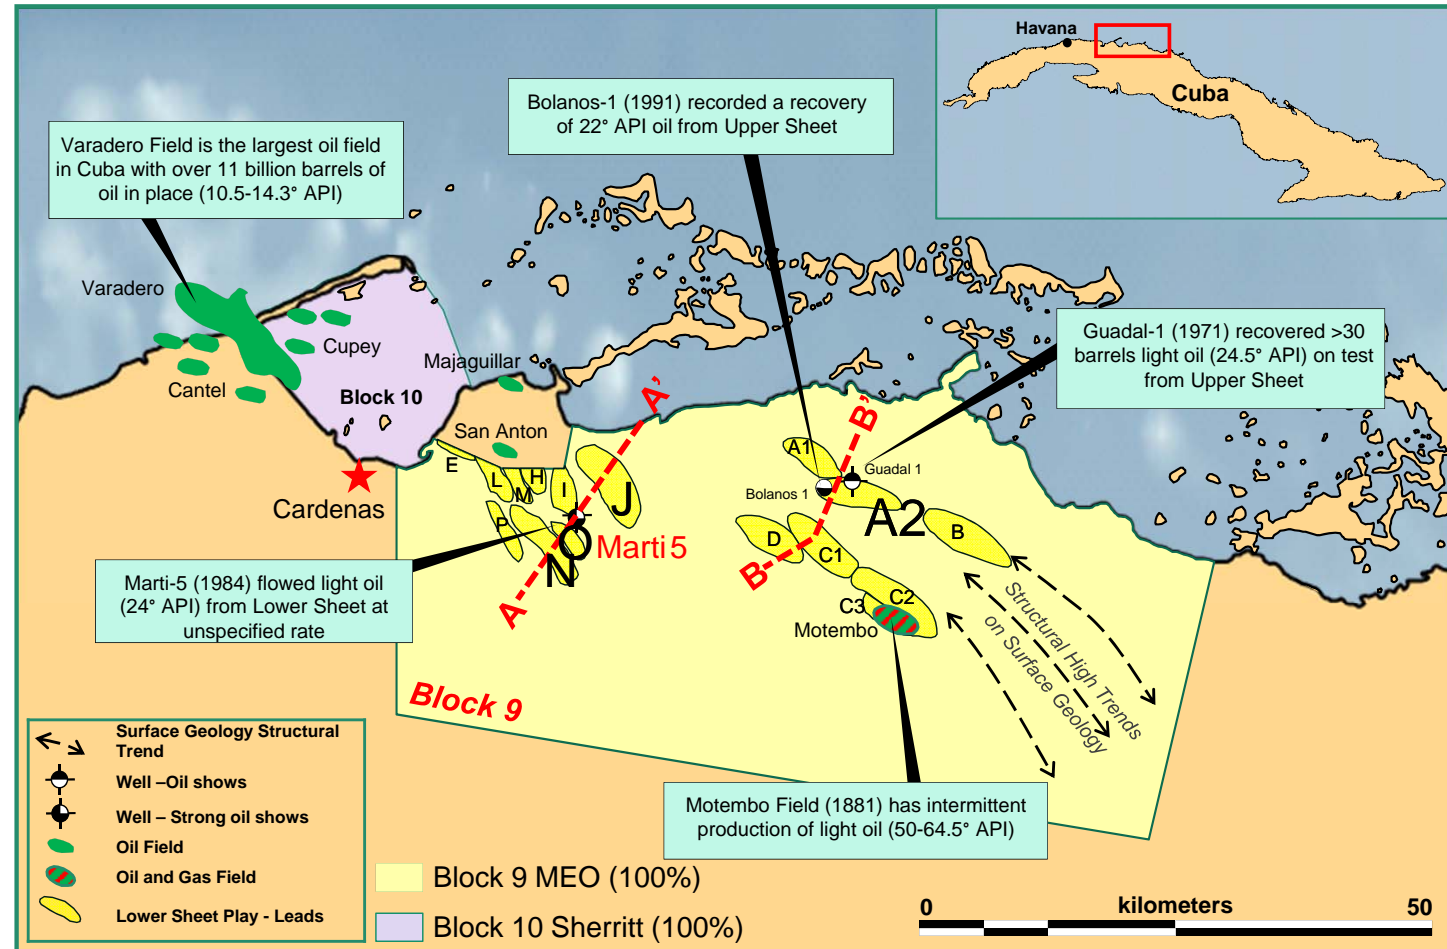 Havana
Cuba
Bolanos-1 (1991) recorded a recovery
of 22° API oil from Upper Sheet
Varadero Field is the largest oil field
in Cuba with over 11 billion barrels of
oil in place (10.5-14.3° API)
Varadero
Cupey
Cantel
Block 10
Majaguillar
San Anton
Cardenas
Guadal-1 (1971) recovered >30
barrels light oil (24.5° API) on test
from Upper Sheet
A'
B'
E
L
M
H
I
J
P
O
N
Marti 5
A
A1
Guadal 1
Bolanos 1
A2
B
D
C1
B
C2
C3
Motembo
Structural High Trends
on Surface Geology
Marti-5 (1984) flowed light oil
(24° API) from Lower Sheet at
unspecified rate
Block 9
Motembo Field (1881) has intermittent
production of light oil (50-64.5° API)
Surface Geology Structural
Trend
Well –Oil shows
Well – Strong oil shows
Oil Field
Oil and Gas Field
Lower Sheet Play - Leads
Block 9 MEO (100%)
Block 10 Sherritt (100%)
0 kilometers 50